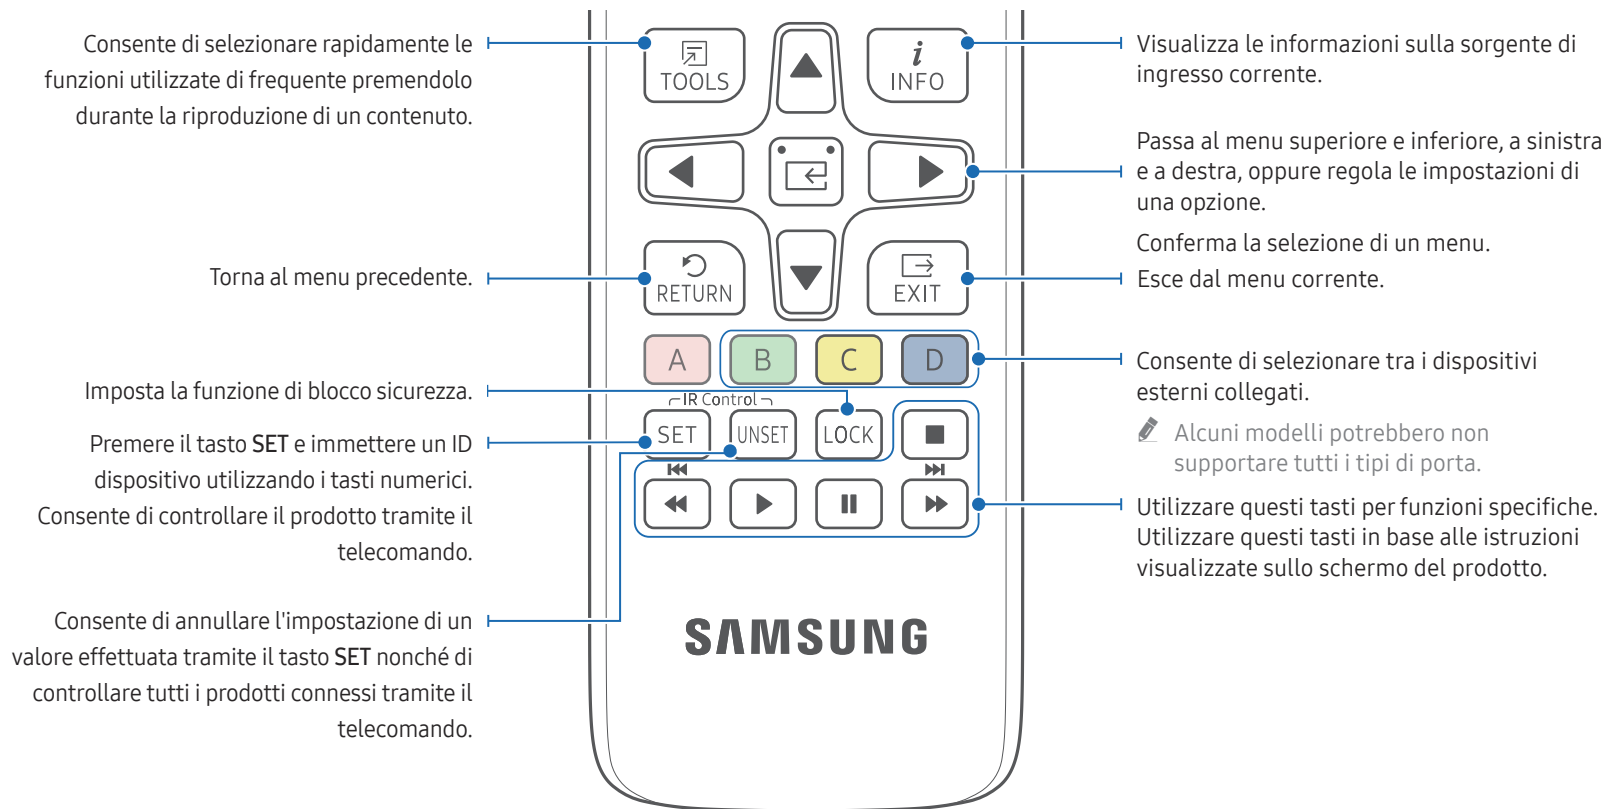 Consente di selezionare rapidamente le
funzioni utilizzate di frequente premendolo
durante la riproduzione di un contenuto.
Torna al menu precedente.
Imposta la funzione di blocco sicurezza.
Premere il tasto SET e immettere un ID
dispositivo utilizzando i tasti numerici.
Consente di controllare il prodotto tramite il
telecomando.
Consente di annullare l'impostazione di un
valore effettuata tramite il tasto SET nonché di
controllare tutti i prodotti connessi tramite il
telecomando.
TOOLS
i
INFO
RETURN
EXIT
A B C D
IR Control
SET UNSET LOCK
SAMSUNG
Visualizza le informazioni sulla sorgente di
ingresso corrente.
Passa al menu superiore e inferiore, a sinistra
e a destra, oppure regola le impostazioni di
una opzione.
Conferma la selezione di un menu.
Esce dal menu corrente.
Consente di selezionare tra i dispositivi
esterni collegati.
Alcuni modelli potrebbero non
supportare tutti i tipi di porta.
Utilizzare questi tasti per funzioni specifiche.
Utilizzare questi tasti in base alle istruzioni
visualizzate sullo schermo del prodotto.